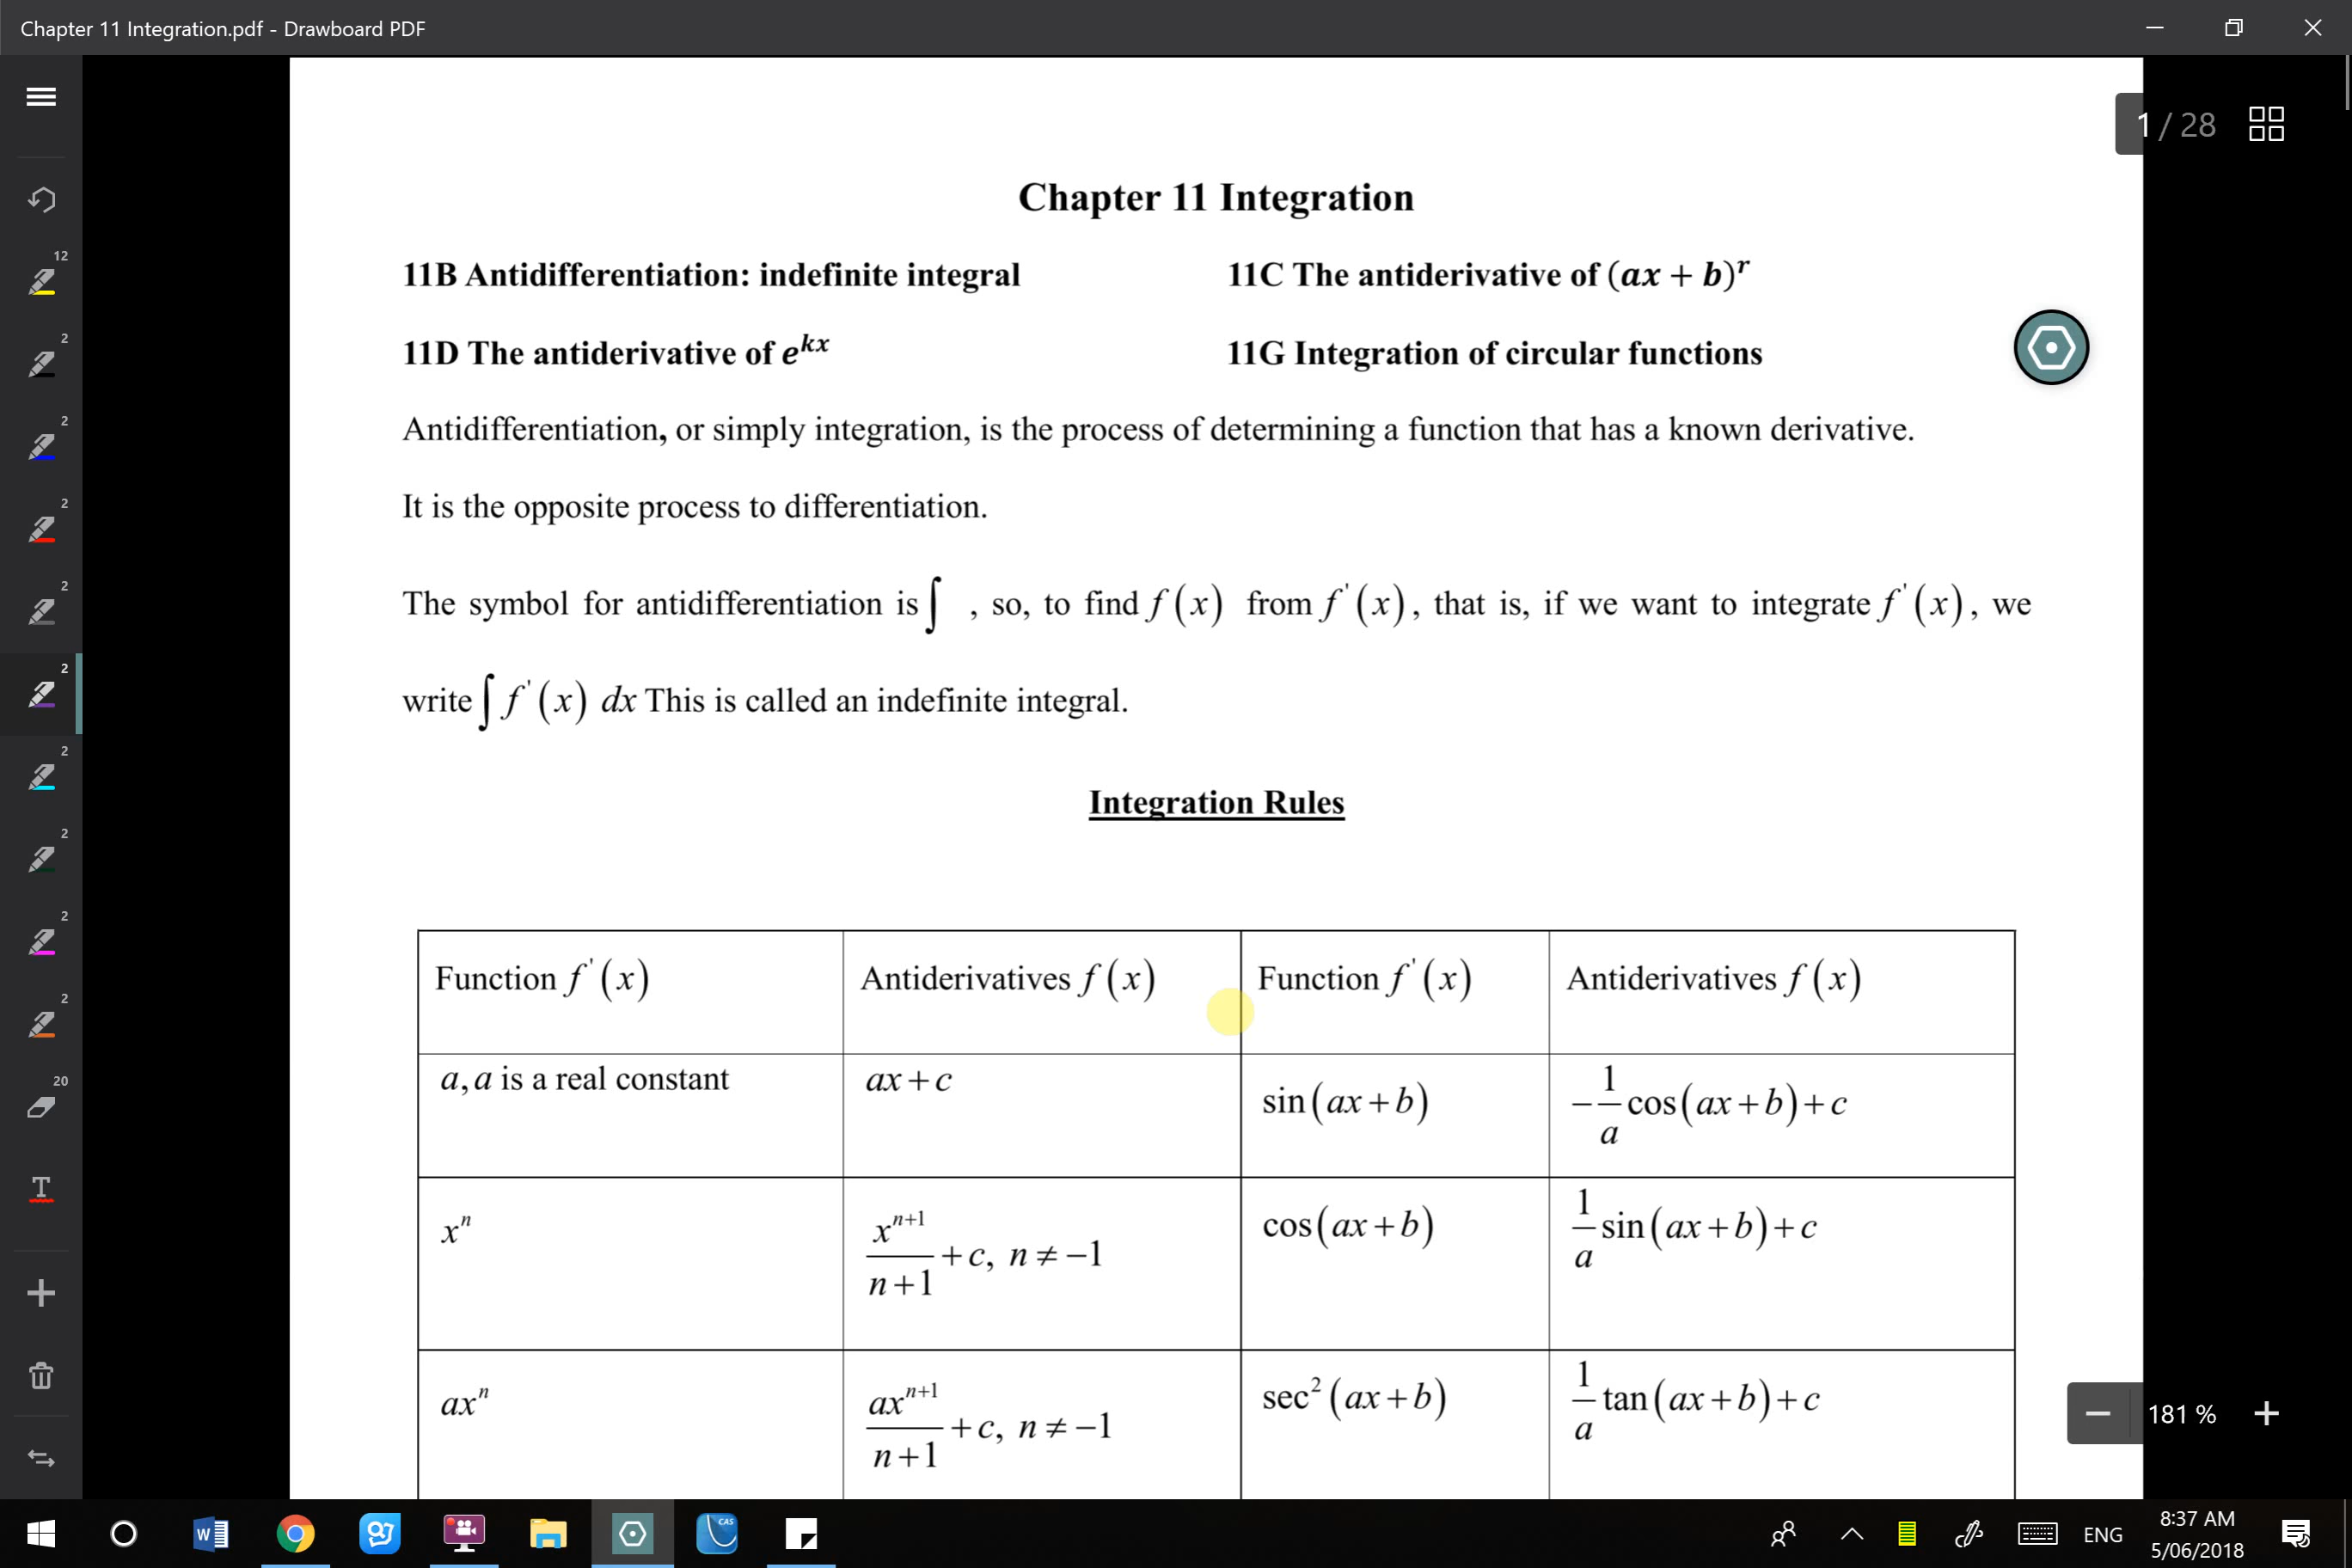 Chapter 11 Integration.pdf - Drawboard PDF
1 / 28
Chapter 11 Integration
11B Antidifferentiation: indefinite integral 11C The antiderivative of (ax + b)^r
11D The antiderivative of e^kx 11G Integration of circular functions
Antidifferentiation, or simply integration, is the process of determining a function that has a known derivative.
It is the opposite process to differentiation.
The symbol for antidifferentiation is ∫ , so, to find f(x) from f'(x), that is, if we want to integrate f'(x), we
write ∫ f'(x) dx This is called an indefinite integral.
Integration Rules
Function f'(x) Antiderivatives f(x) Function f'(x) Antiderivatives f(x)
a, a is a real constant ax+c sin(ax+b) -1/a cos(ax+b)+c
x^n x^(n+1)/(n+1) +c, n ≠ -1 cos(ax+b) 1/a sin(ax+b)+c
ax^n ax^(n+1)/(n+1) +c, n ≠ -1 sec²(ax+b) 1/a tan(ax+b)+c
12
2
2
2
2
2
2
2
2
2
20
T
181 %
W
CAS
ENG
8:37 AM
5/06/2018